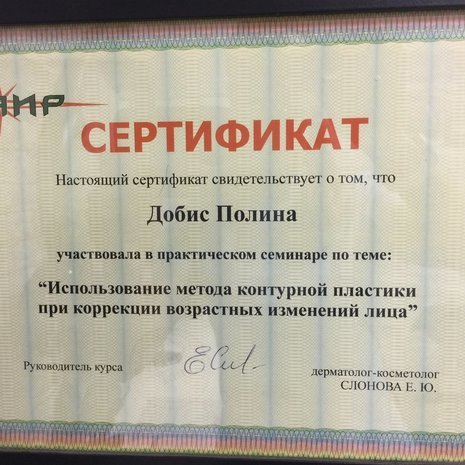 СЕРТИФИКАТ
Настоящий сертификат свидетельствует о том, что
Добис Полина
участвовала в практическом семинаре по теме:
“Использование метода контурной пластики
при коррекции возрастных изменений лица”
Руководитель курса
дерматолог-косметолог
СЛОНОВА Е. Ю.